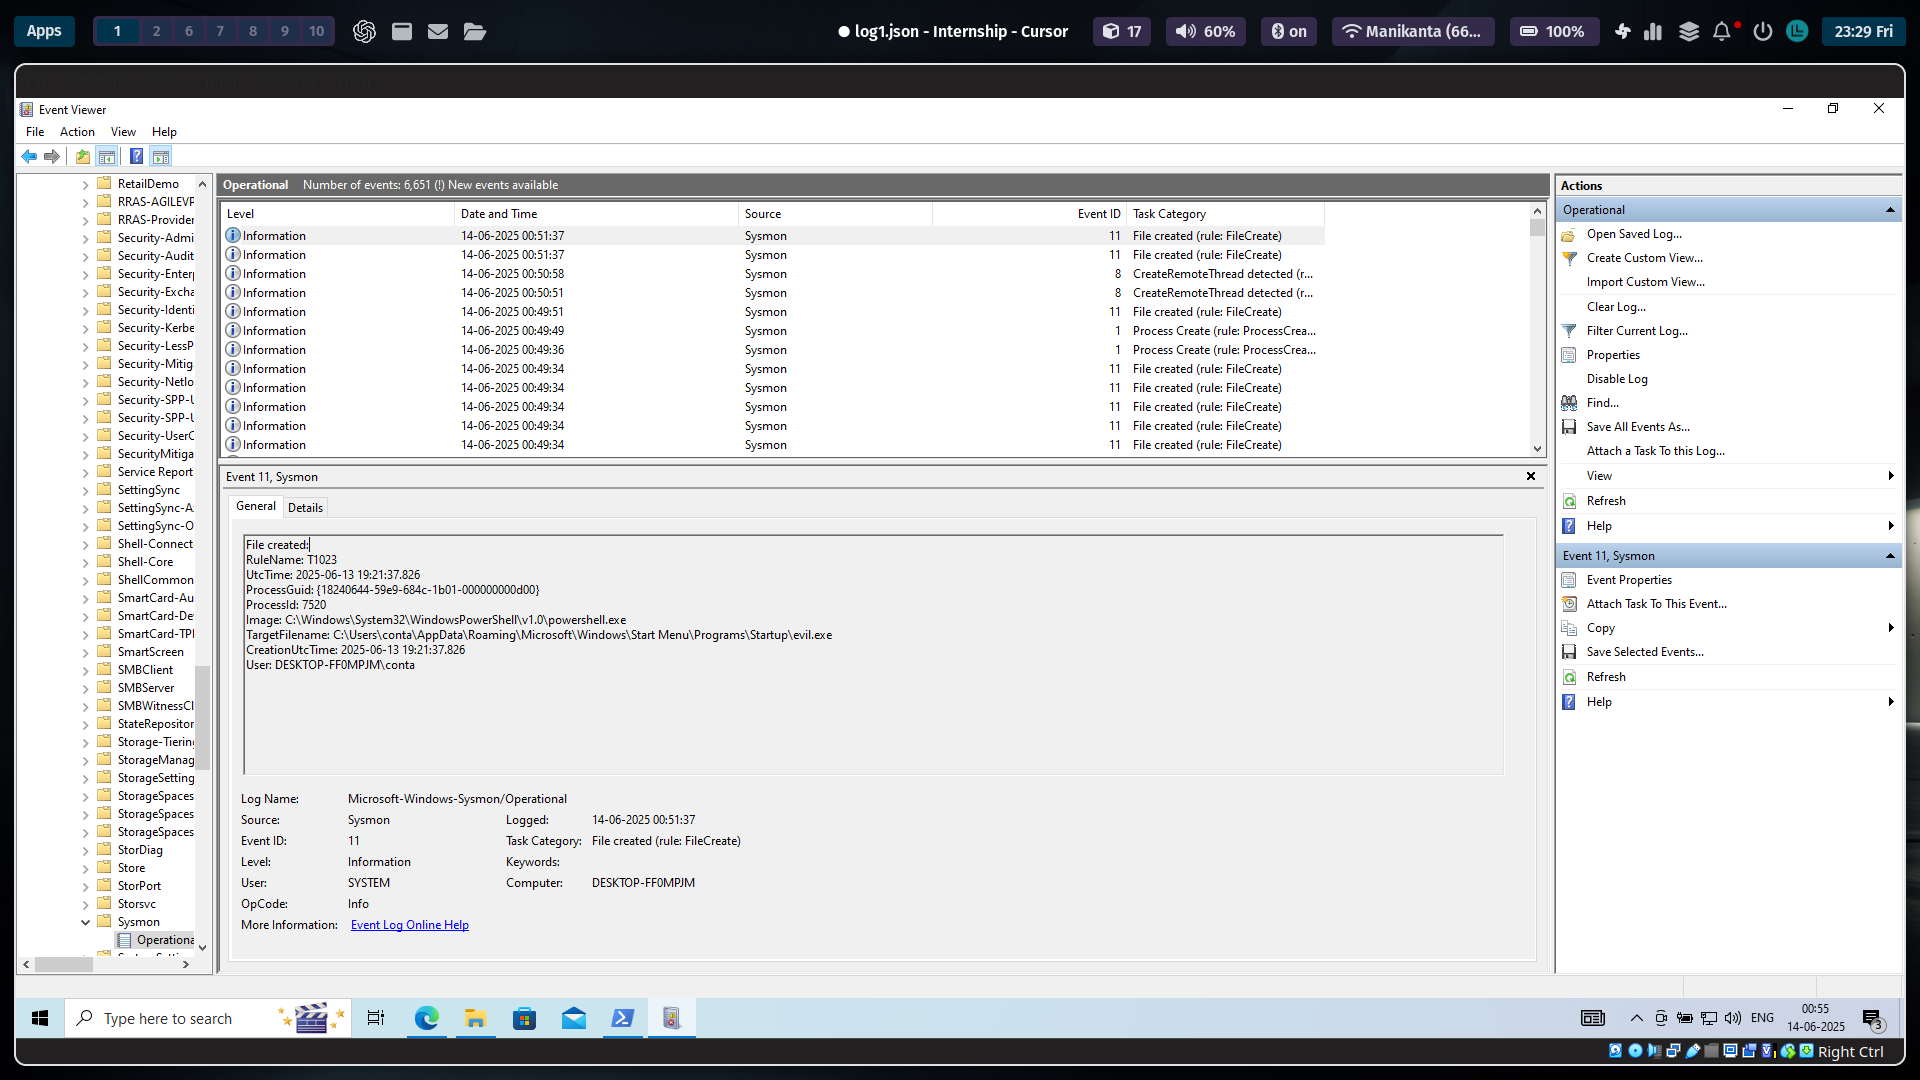 Apps 1 2 6 7 8 9 10 ● log1.json - Internship - Cursor 17 60% on Manikanta (66... 100% 23:29 Fri
Event Viewer
File Action View Help
RetailDemo
RRAS-AGILEVP
RRAS-Provider
Security-Admi
Security-Audit
Security-Enter
Security-Excha
Security-Identi
Security-Kerbe
Security-LessP
Security-Mitig
Security-Netlo
Security-SPP-U
Security-SPP-U
Security-UserC
SecurityMitiga
Service Report
SettingSync
SettingSync-A
SettingSync-O
Shell-Connect
Shell-Core
ShellCommon
SmartCard-Au
SmartCard-De
SmartCard-TPI
SmartScreen
SMBClient
SMBServer
SMBWitnessCl
StateRepositor
Storage-Tiering
StorageManag
StorageSetting
StorageSpaces
StorageSpaces
StorageSpaces
StorDiag
Store
StorPort
Storsvc
Sysmon
Operationa
Operational Number of events: 6,651 (!) New events available
Level Date and Time Source Event ID Task Category
Information 14-06-2025 00:51:37 Sysmon 11 File created (rule: FileCreate)
Information 14-06-2025 00:51:37 Sysmon 11 File created (rule: FileCreate)
Information 14-06-2025 00:50:58 Sysmon 8 CreateRemoteThread detected (r...
Information 14-06-2025 00:50:51 Sysmon 8 CreateRemoteThread detected (r...
Information 14-06-2025 00:49:51 Sysmon 11 File created (rule: FileCreate)
Information 14-06-2025 00:49:49 Sysmon 1 Process Create (rule: ProcessCrea...
Information 14-06-2025 00:49:36 Sysmon 1 Process Create (rule: ProcessCrea...
Information 14-06-2025 00:49:34 Sysmon 11 File created (rule: FileCreate)
Information 14-06-2025 00:49:34 Sysmon 11 File created (rule: FileCreate)
Information 14-06-2025 00:49:34 Sysmon 11 File created (rule: FileCreate)
Information 14-06-2025 00:49:34 Sysmon 11 File created (rule: FileCreate)
Information 14-06-2025 00:49:34 Sysmon 11 File created (rule: FileCreate)
Event 11, Sysmon
General Details
File created:
RuleName: T1023
UtcTime: 2025-06-13 19:21:37.826
ProcessGuid: {18240644-59e9-684c-1b01-000000000d00}
ProcessId: 7520
Image: C:\Windows\System32\WindowsPowerShell\v1.0\powershell.exe
TargetFilename: C:\Users\conta\AppData\Roaming\Microsoft\Windows\Start Menu\Programs\Startup\evil.exe
CreationUtcTime: 2025-06-13 19:21:37.826
User: DESKTOP-FF0MPJM\conta
Log Name: Microsoft-Windows-Sysmon/Operational
Source: Sysmon Logged: 14-06-2025 00:51:37
Event ID: 11 Task Category: File created (rule: FileCreate)
Level: Information Keywords:
User: SYSTEM Computer: DESKTOP-FF0MPJM
OpCode: Info
More Information: Event Log Online Help
Actions
Operational
Open Saved Log...
Create Custom View...
Import Custom View...
Clear Log...
Filter Current Log...
Properties
Disable Log
Find...
Save All Events As...
Attach a Task To this Log...
View
Refresh
Help
Event 11, Sysmon
Event Properties
Attach Task To This Event...
Copy
Save Selected Events...
Refresh
Help
Type here to search ENG 00:55
14-06-2025 3
Right Ctrl